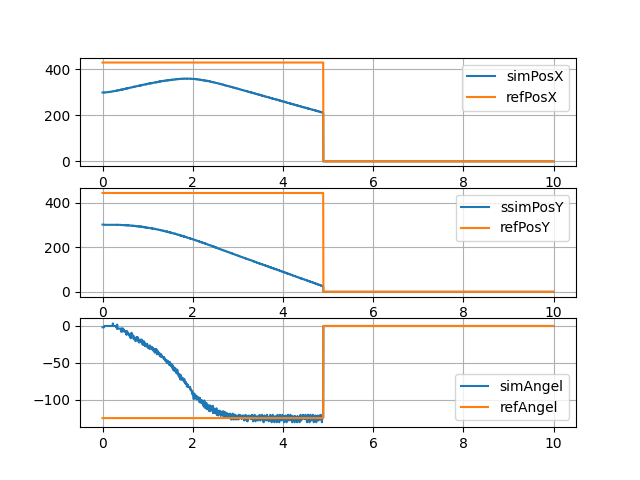 400
200
0
simPosX
refPosX
0 2 4 6 8 10
400
200
0
ssimPosY
refPosY
0 2 4 6 8 10
0
−50
−100
simAngel
refAngel
0 2 4 6 8 10